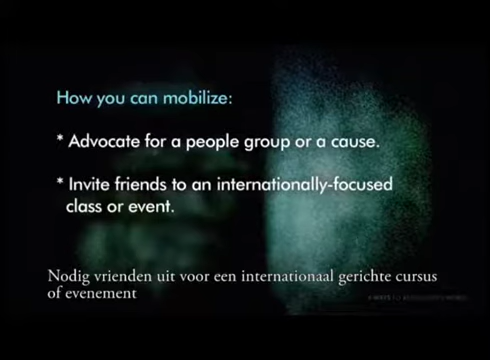 How you can mobilize:
* Advocate for a people group or a cause.
* Invite friends to an internationally-focused
class or event.
Nodig vrienden uit voor een internationaal gerichte cursus
of evenement